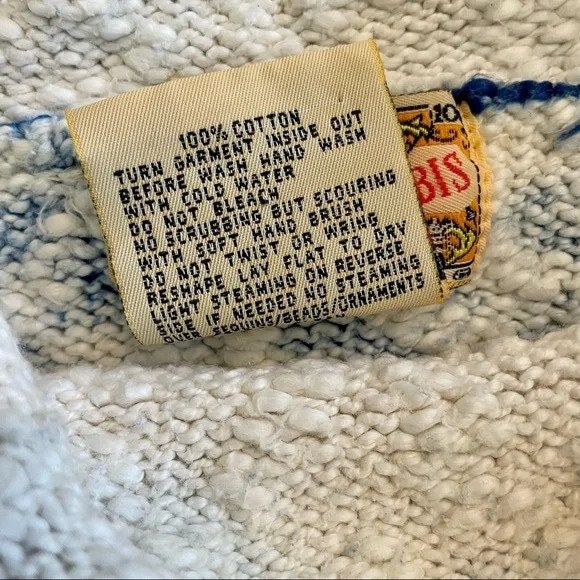 100% COTTON
TURN GARMENT INSIDE OUT
BEFORE WASH HAND WASH
WITH COLD WATER
DO NOT BLEACH
NO SCRUBBING BUT SCOURING
WITH SOFT HAND BRUSH
DO NOT TWIST OR WRING
RESHAPE LAY FLAT TO DRY
LIGHT STEAMING ON REVERSE
SIDE IF NEEDED NO STEAMING
OVER SEQUINS/BEADS/ORNAMENTS
10
BIS